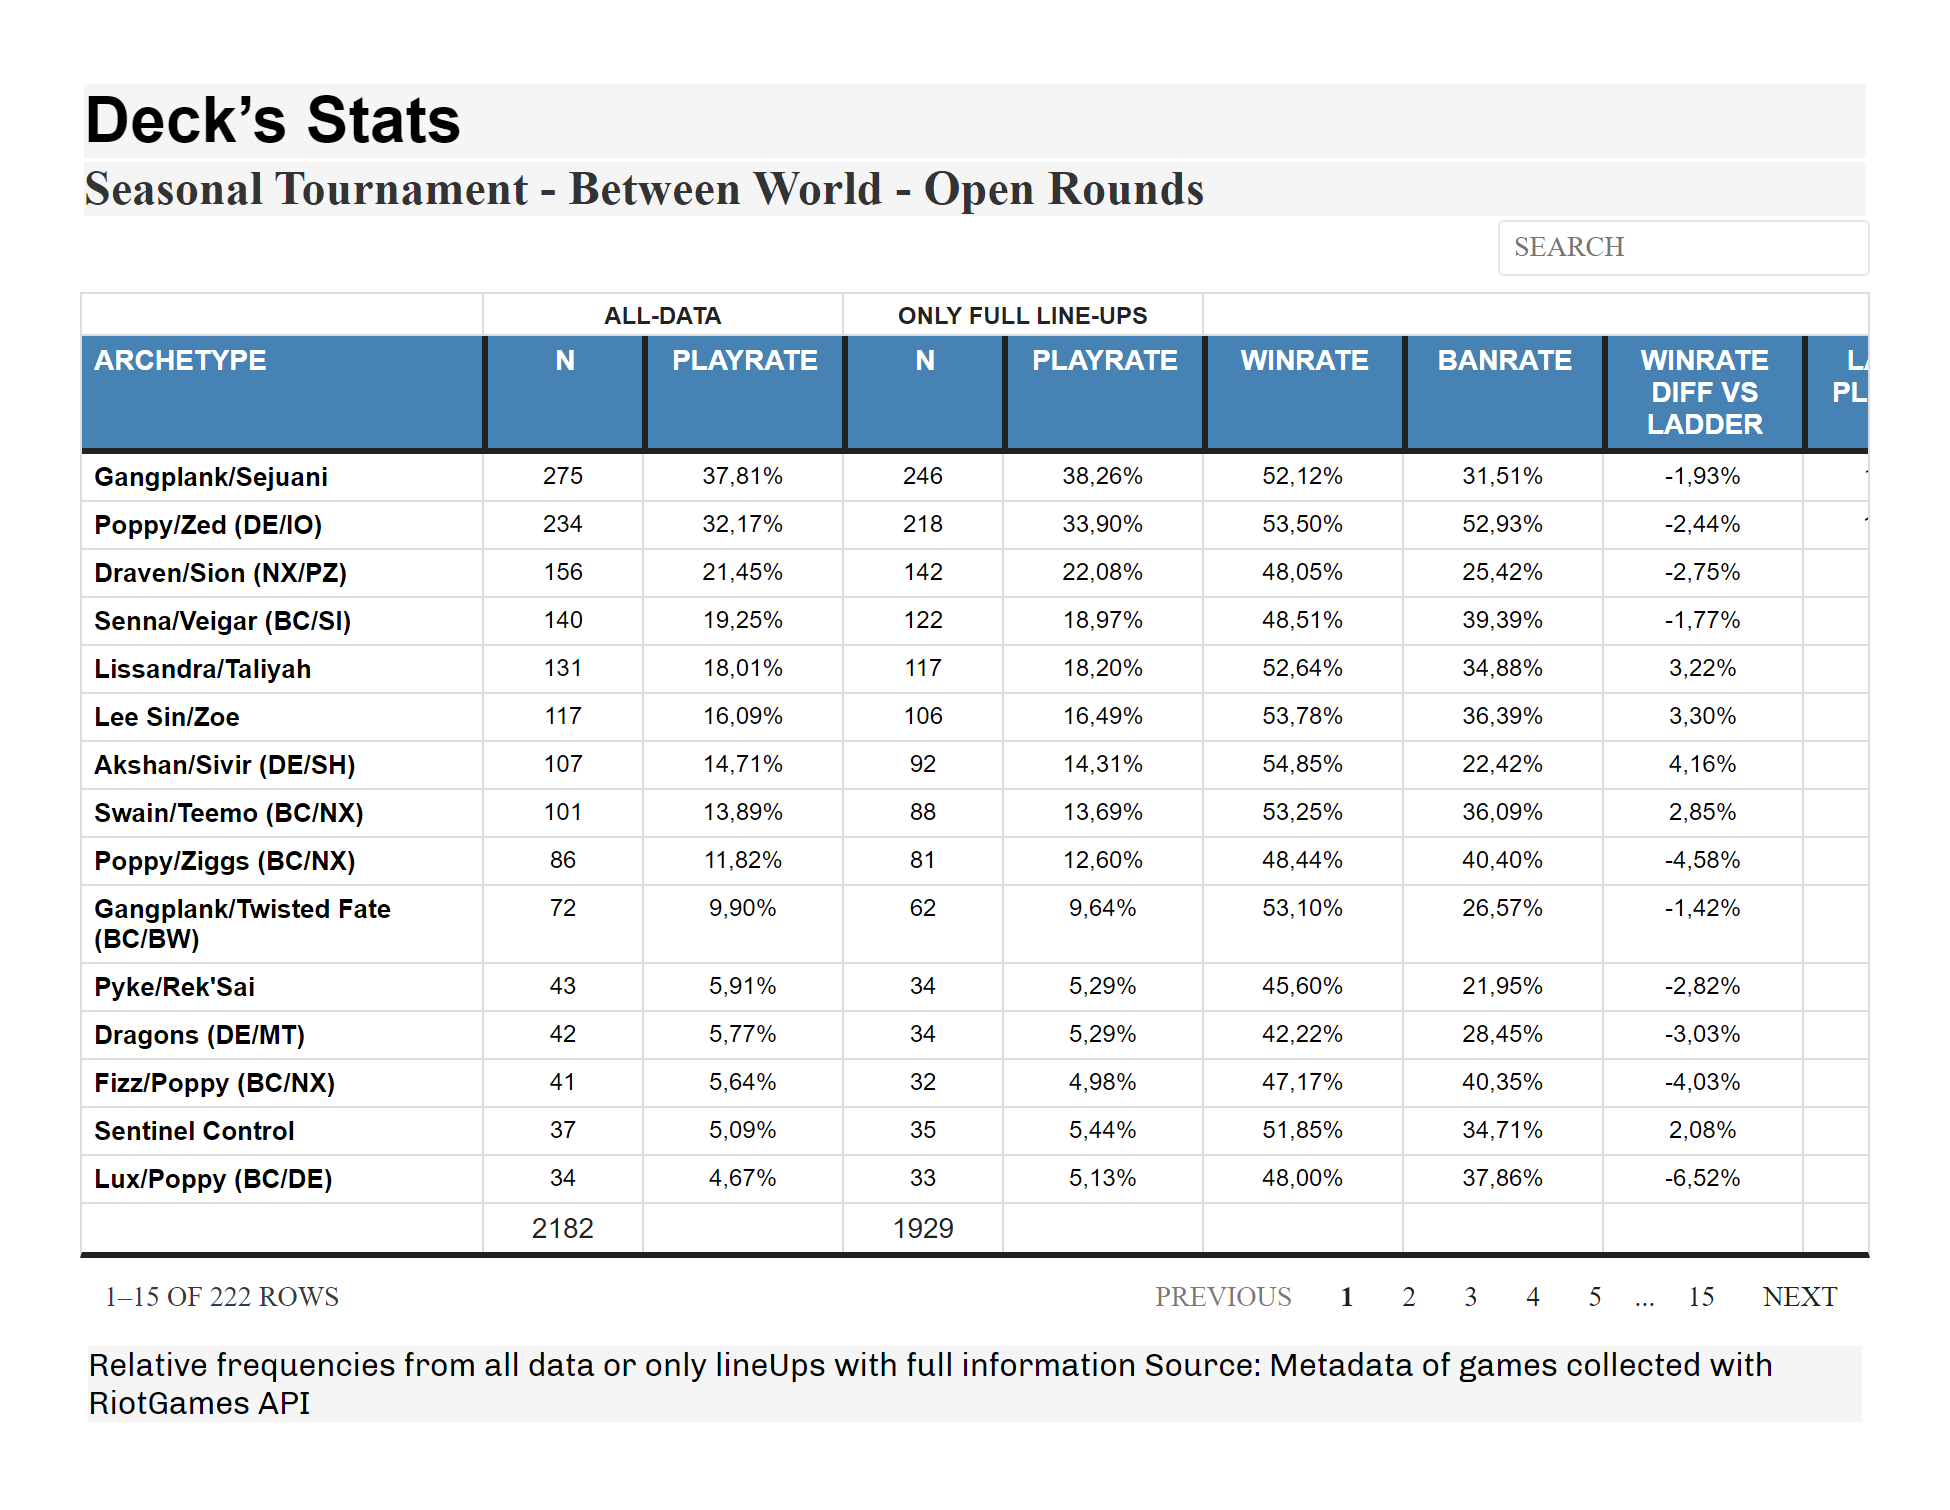 Deck’s Stats
Seasonal Tournament - Between World - Open Rounds
SEARCH
ALL-DATA ONLY FULL LINE-UPS
ARCHETYPE N PLAYRATE N PLAYRATE WINRATE BANRATE WINRATE
DIFF VS
LADDER
Gangplank/Sejuani 275 37,81% 246 38,26% 52,12% 31,51% -1,93%
Poppy/Zed (DE/IO) 234 32,17% 218 33,90% 53,50% 52,93% -2,44%
Draven/Sion (NX/PZ) 156 21,45% 142 22,08% 48,05% 25,42% -2,75%
Senna/Veigar (BC/SI) 140 19,25% 122 18,97% 48,51% 39,39% -1,77%
Lissandra/Taliyah 131 18,01% 117 18,20% 52,64% 34,88% 3,22%
Lee Sin/Zoe 117 16,09% 106 16,49% 53,78% 36,39% 3,30%
Akshan/Sivir (DE/SH) 107 14,71% 92 14,31% 54,85% 22,42% 4,16%
Swain/Teemo (BC/NX) 101 13,89% 88 13,69% 53,25% 36,09% 2,85%
Poppy/Ziggs (BC/NX) 86 11,82% 81 12,60% 48,44% 40,40% -4,58%
Gangplank/Twisted Fate 72 9,90% 62 9,64% 53,10% 26,57% -1,42%
(BC/BW)
Pyke/Rek'Sai 43 5,91% 34 5,29% 45,60% 21,95% -2,82%
Dragons (DE/MT) 42 5,77% 34 5,29% 42,22% 28,45% -3,03%
Fizz/Poppy (BC/NX) 41 5,64% 32 4,98% 47,17% 40,35% -4,03%
Sentinel Control 37 5,09% 35 5,44% 51,85% 34,71% 2,08%
Lux/Poppy (BC/DE) 34 4,67% 33 5,13% 48,00% 37,86% -6,52%
2182 1929
1–15 OF 222 ROWS PREVIOUS 1 2 3 4 5 ... 15 NEXT
Relative frequencies from all data or only lineUps with full information Source: Metadata of games collected with
RiotGames API